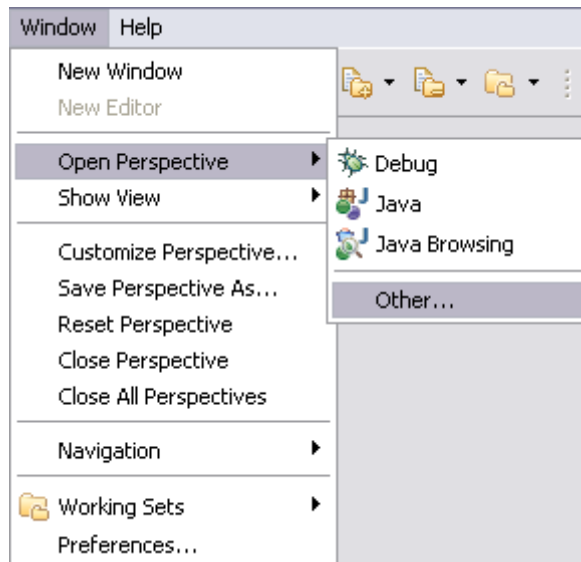 Window Help
New Window
New Editor
Open Perspective
Debug
Show View
Java
Java Browsing
Customize Perspective...
Save Perspective As...
Other...
Reset Perspective
Close Perspective
Close All Perspectives
Navigation
Working Sets
Preferences...